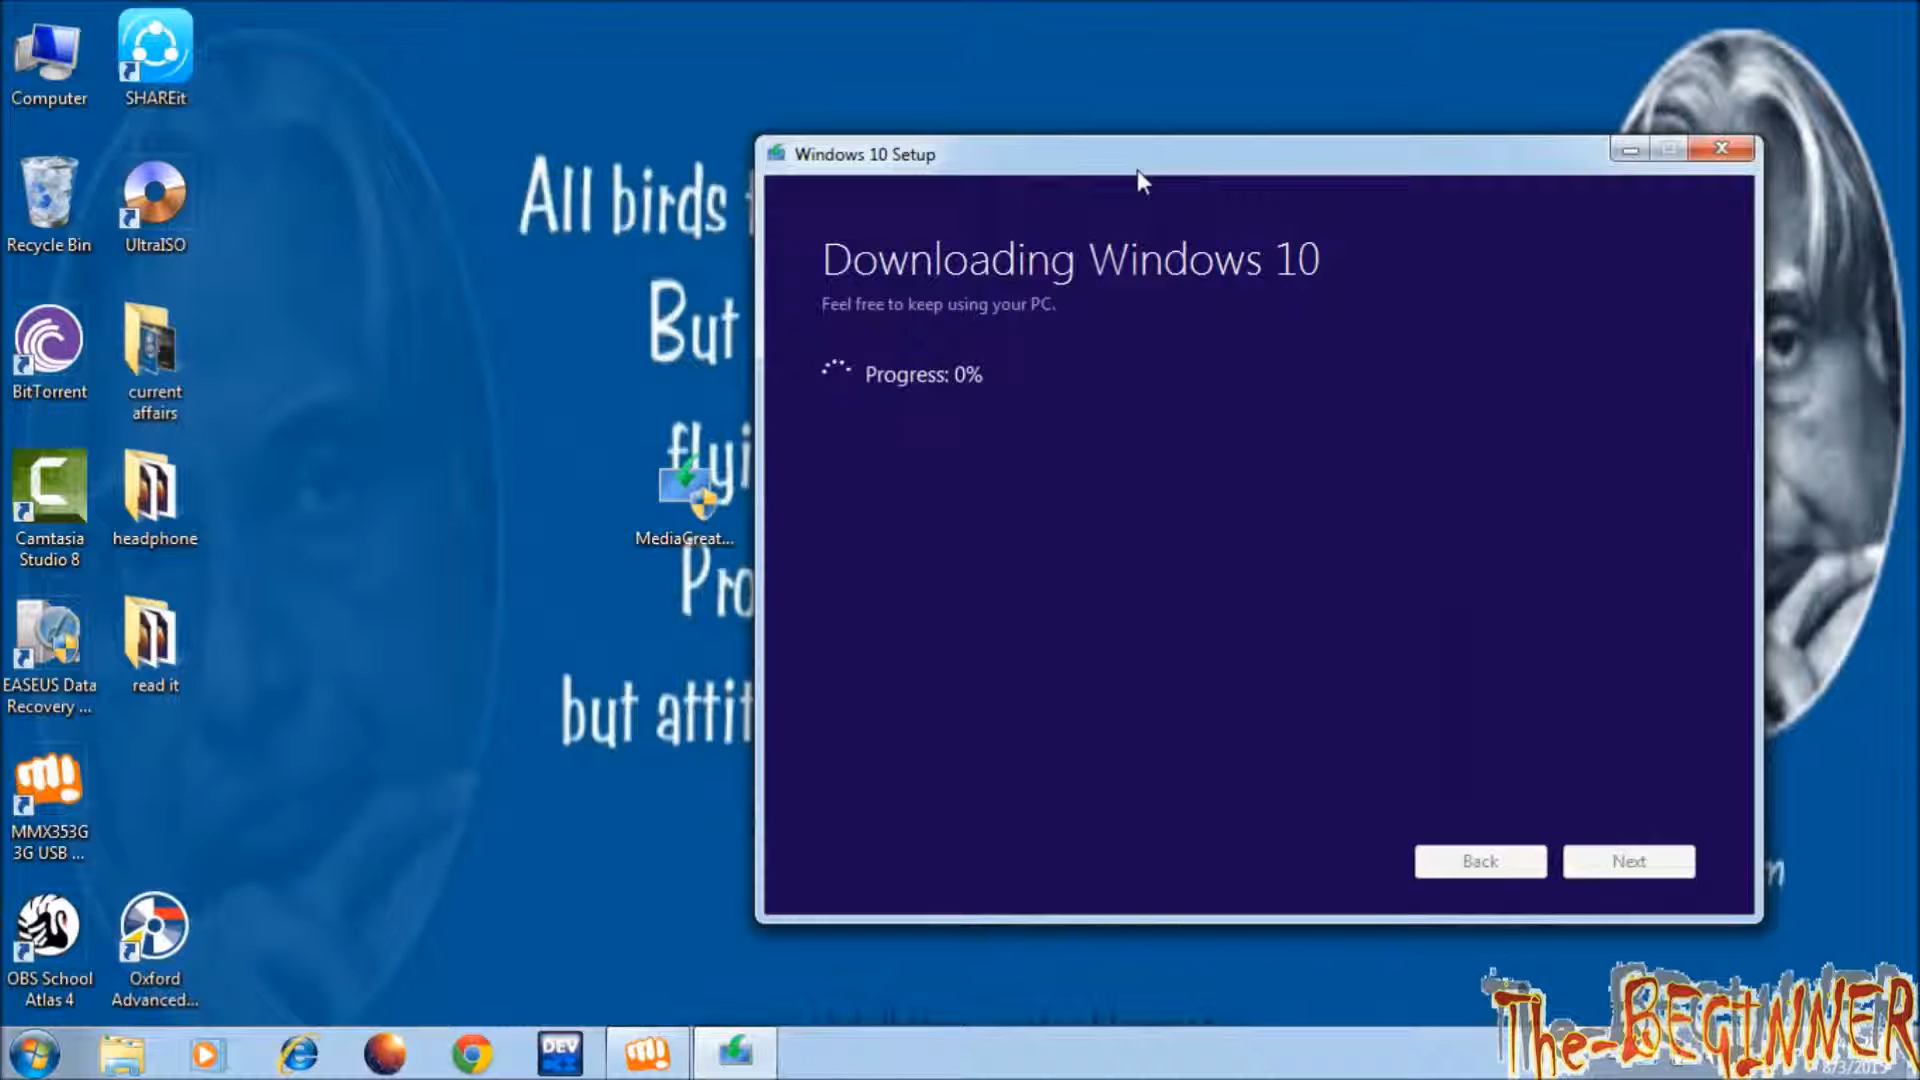 Computer
SHAREit
Recycle Bin
UltraISO
BitTorrent
current
affairs
Camtasia
Studio 8
headphone
EASEUS Data
Recovery ...
read it
MMX353G
3G USB ...
OBS School
Atlas 4
Oxford
Advanced...
All birds
But
flyi
MediaCreat...
Pro
but attit
Windows 10 Setup
Downloading Windows 10
Feel free to keep using your PC.
Progress: 0%
Back
Next
DEV
The-BEGINNER